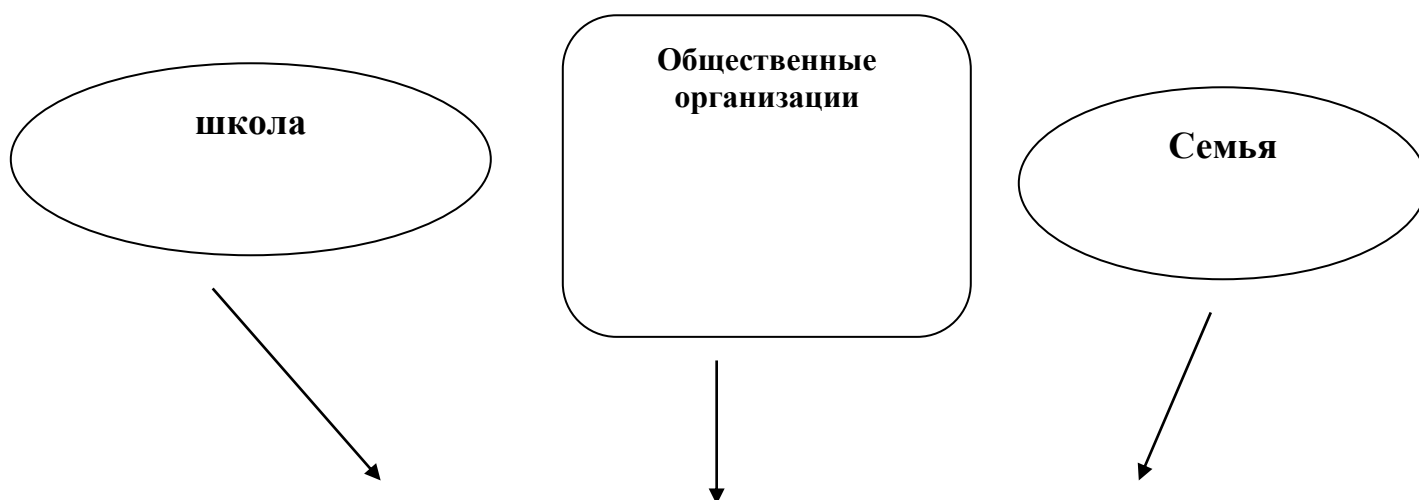 школа
Общественные
организации
Семья